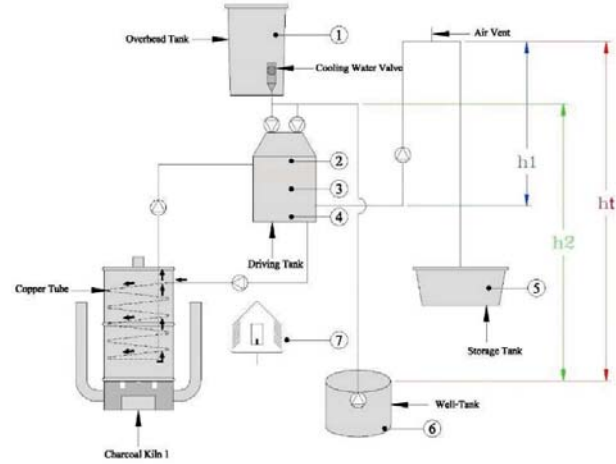 Overhead Tank
1
Air Vent
Cooling Water Valve
2
3
4
h1
h2
ht
Driving Tank
Copper Tube
5
7
Storage Tank
Well-Tank
6
Charcoal Kiln 1